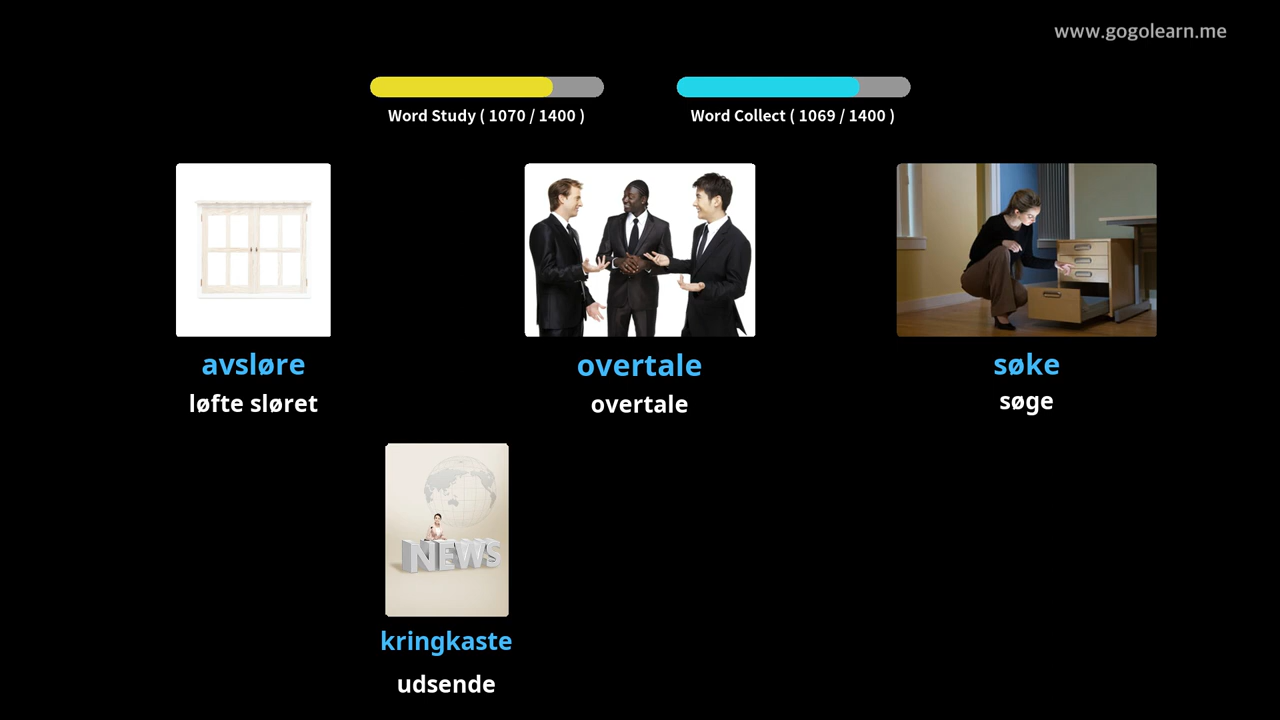 www.gogolearn.me
Word Study ( 1070 / 1400 )
Word Collect ( 1069 / 1400 )
avsløre
overtale
søke
løfte sløret
overtale
søge
NEWS
kringkaste
udsende